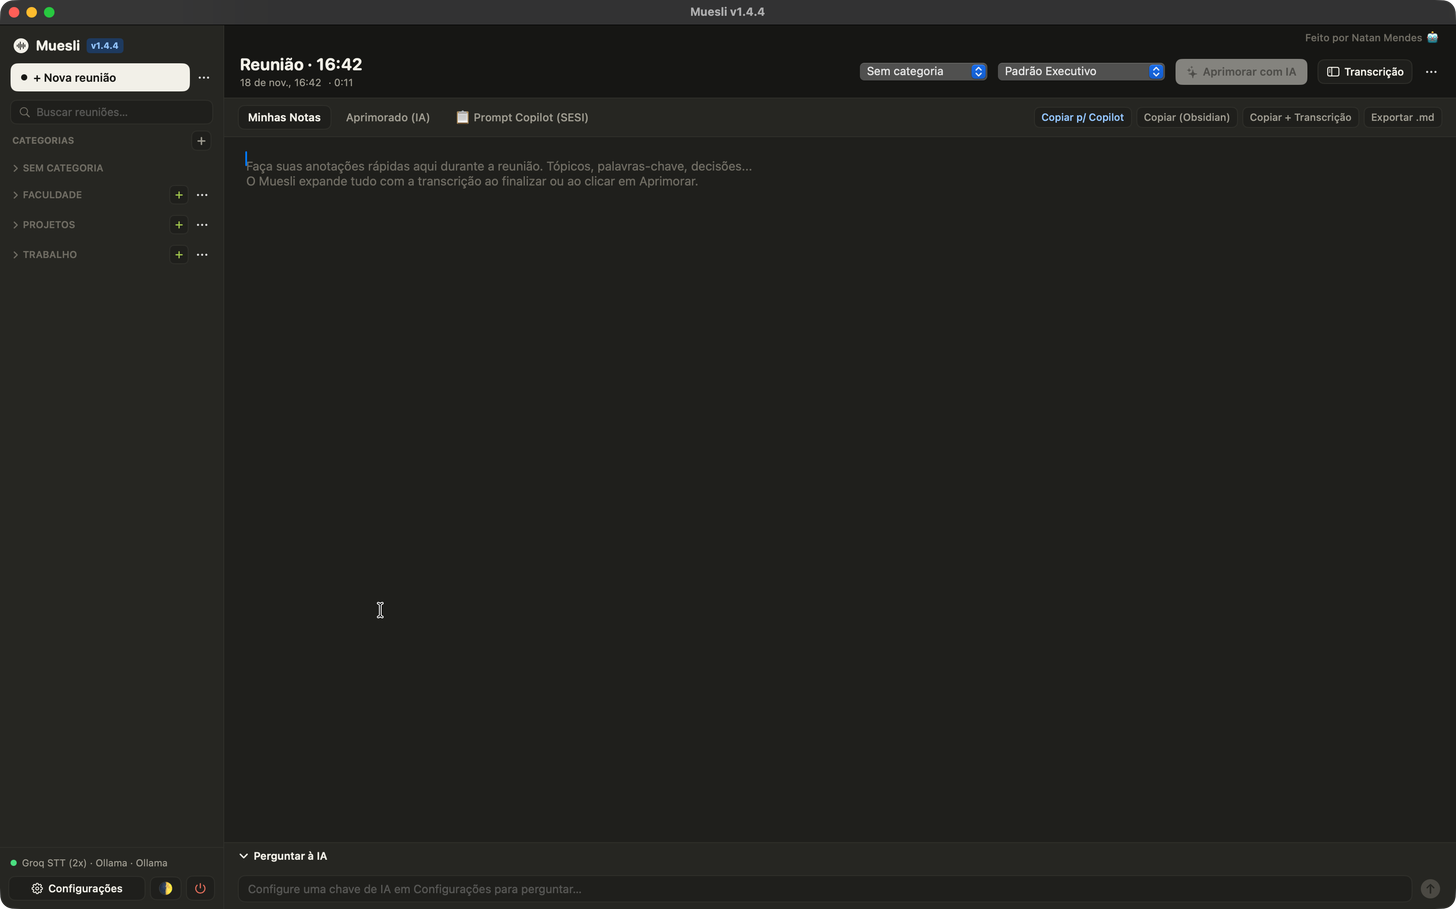 Muesli v1.4.4
Muesli v1.4.4
+ Nova reunião
Buscar reuniões...
CATEGORIAS
SEM CATEGORIA
FACULDADE
PROJETOS
TRABALHO
Groq STT (2x) · Ollama · Ollama
Configurações
Feito por Natan Mendes
Reunião · 16:42
18 de nov., 16:42 · 0:11
Sem categoria
Padrão Executivo
Aprimorar com IA
Transcrição
Minhas Notas
Aprimorado (IA)
Prompt Copilot (SESI)
Copiar p/ Copilot
Copiar (Obsidian)
Copiar + Transcrição
Exportar .md
Faça suas anotações rápidas aqui durante a reunião. Tópicos, palavras-chave, decisões...
O Muesli expande tudo com a transcrição ao finalizar ou ao clicar em Aprimorar.
Perguntar à IA
Configure uma chave de IA em Configurações para perguntar...